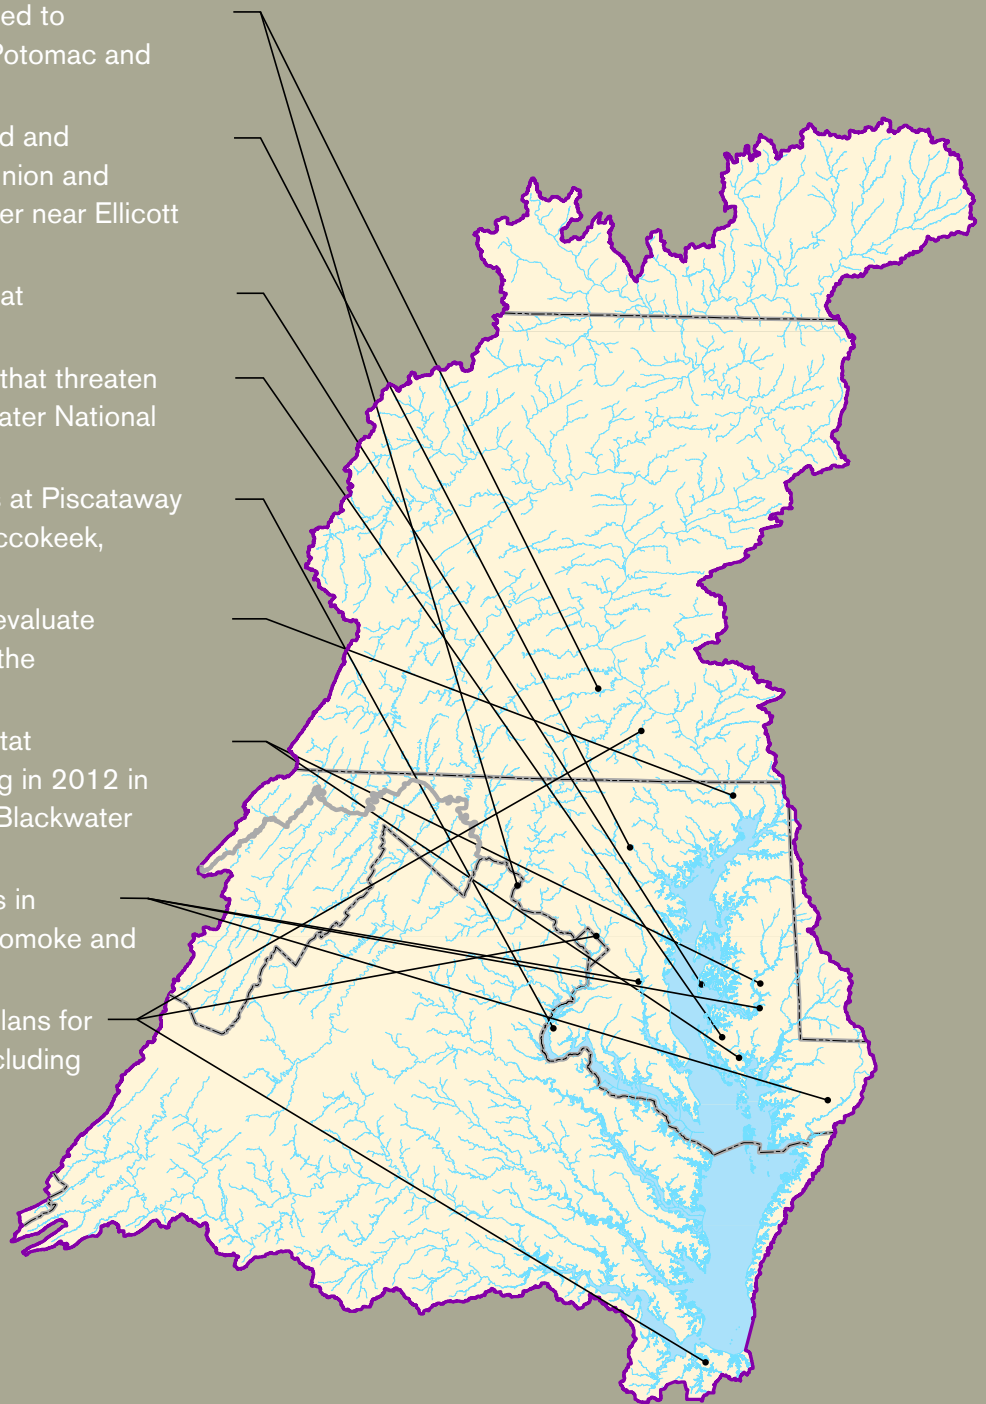 ed to
Potomac and
d and
nion and
er near Ellicott
at
that threaten
ater National
s at Piscataway
ccokeek,
evaluate
the
tat
g in 2012 in
Blackwater
s in
omoke and
lans for
cluding